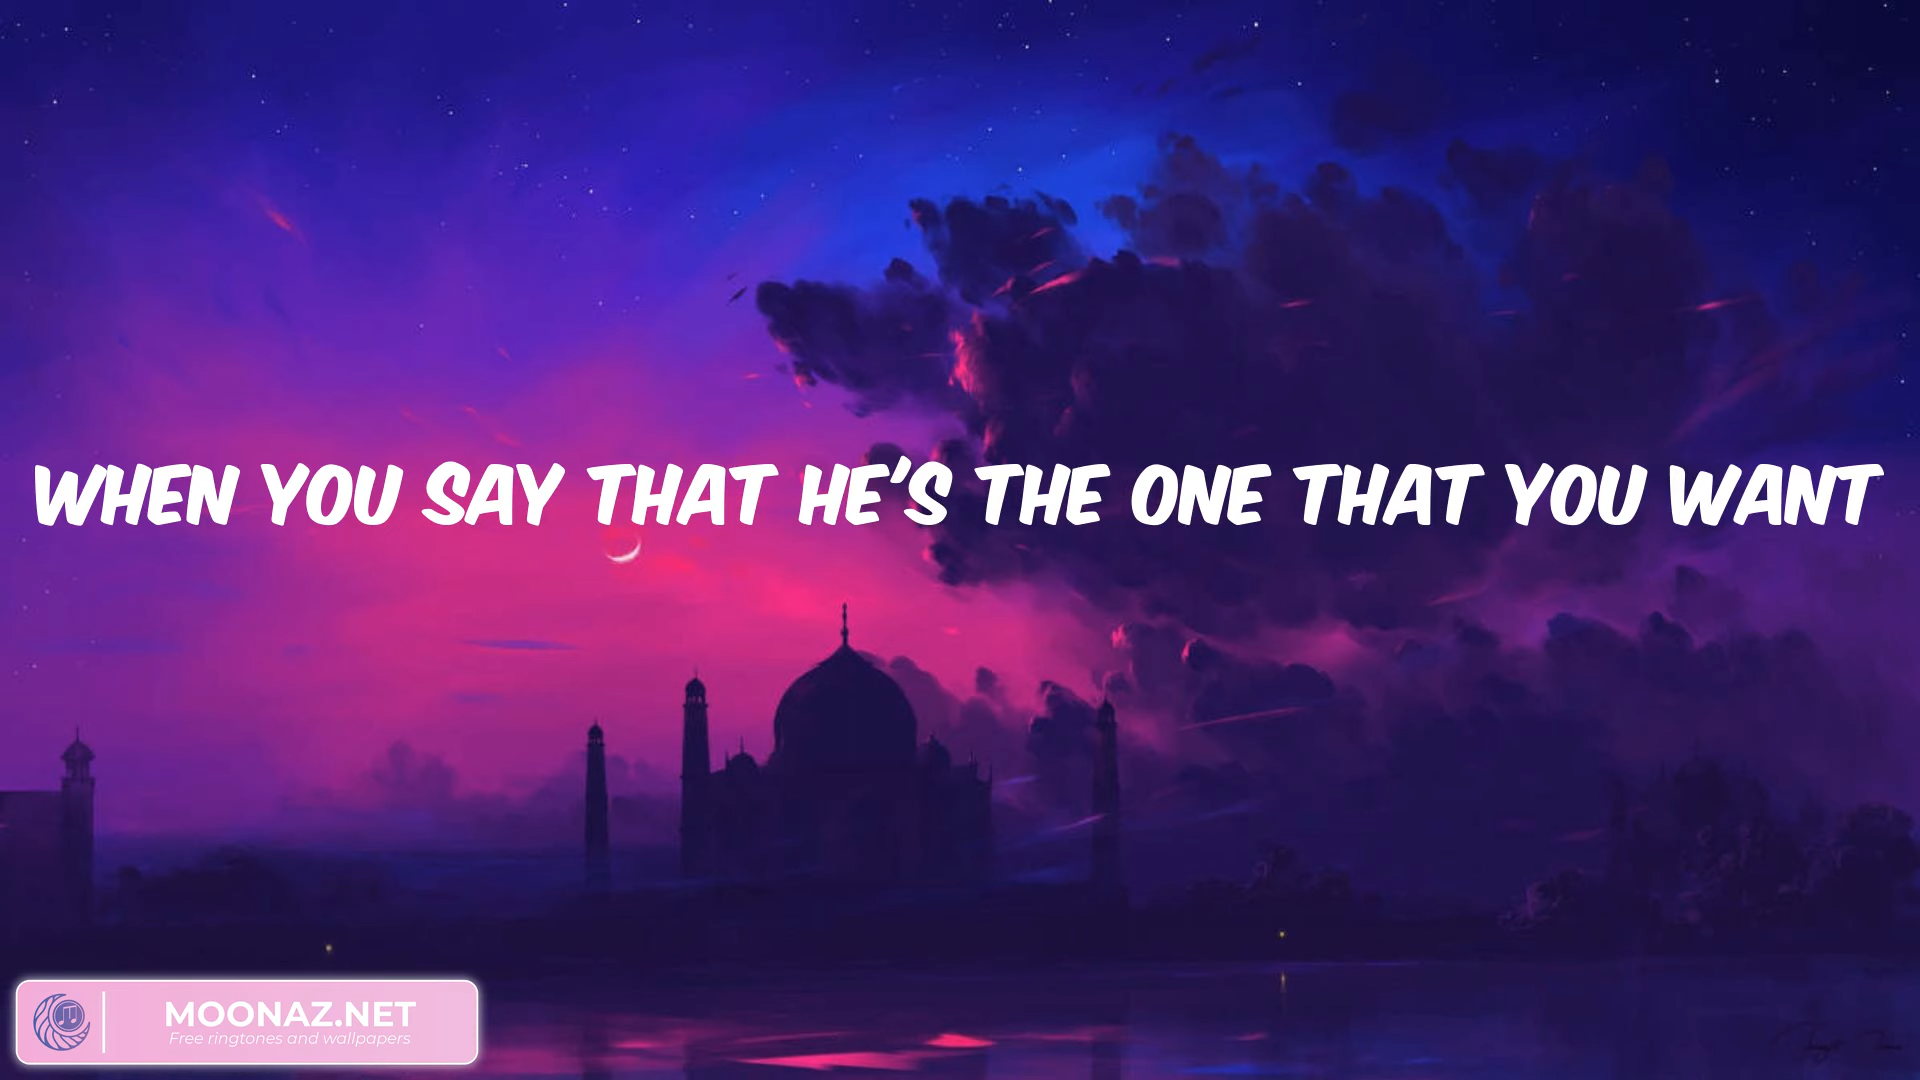 WHEN YOU SAY THAT HE'S THE ONE THAT YOU WANT
MOONAZ.NET
Free ringtones and wallpapers